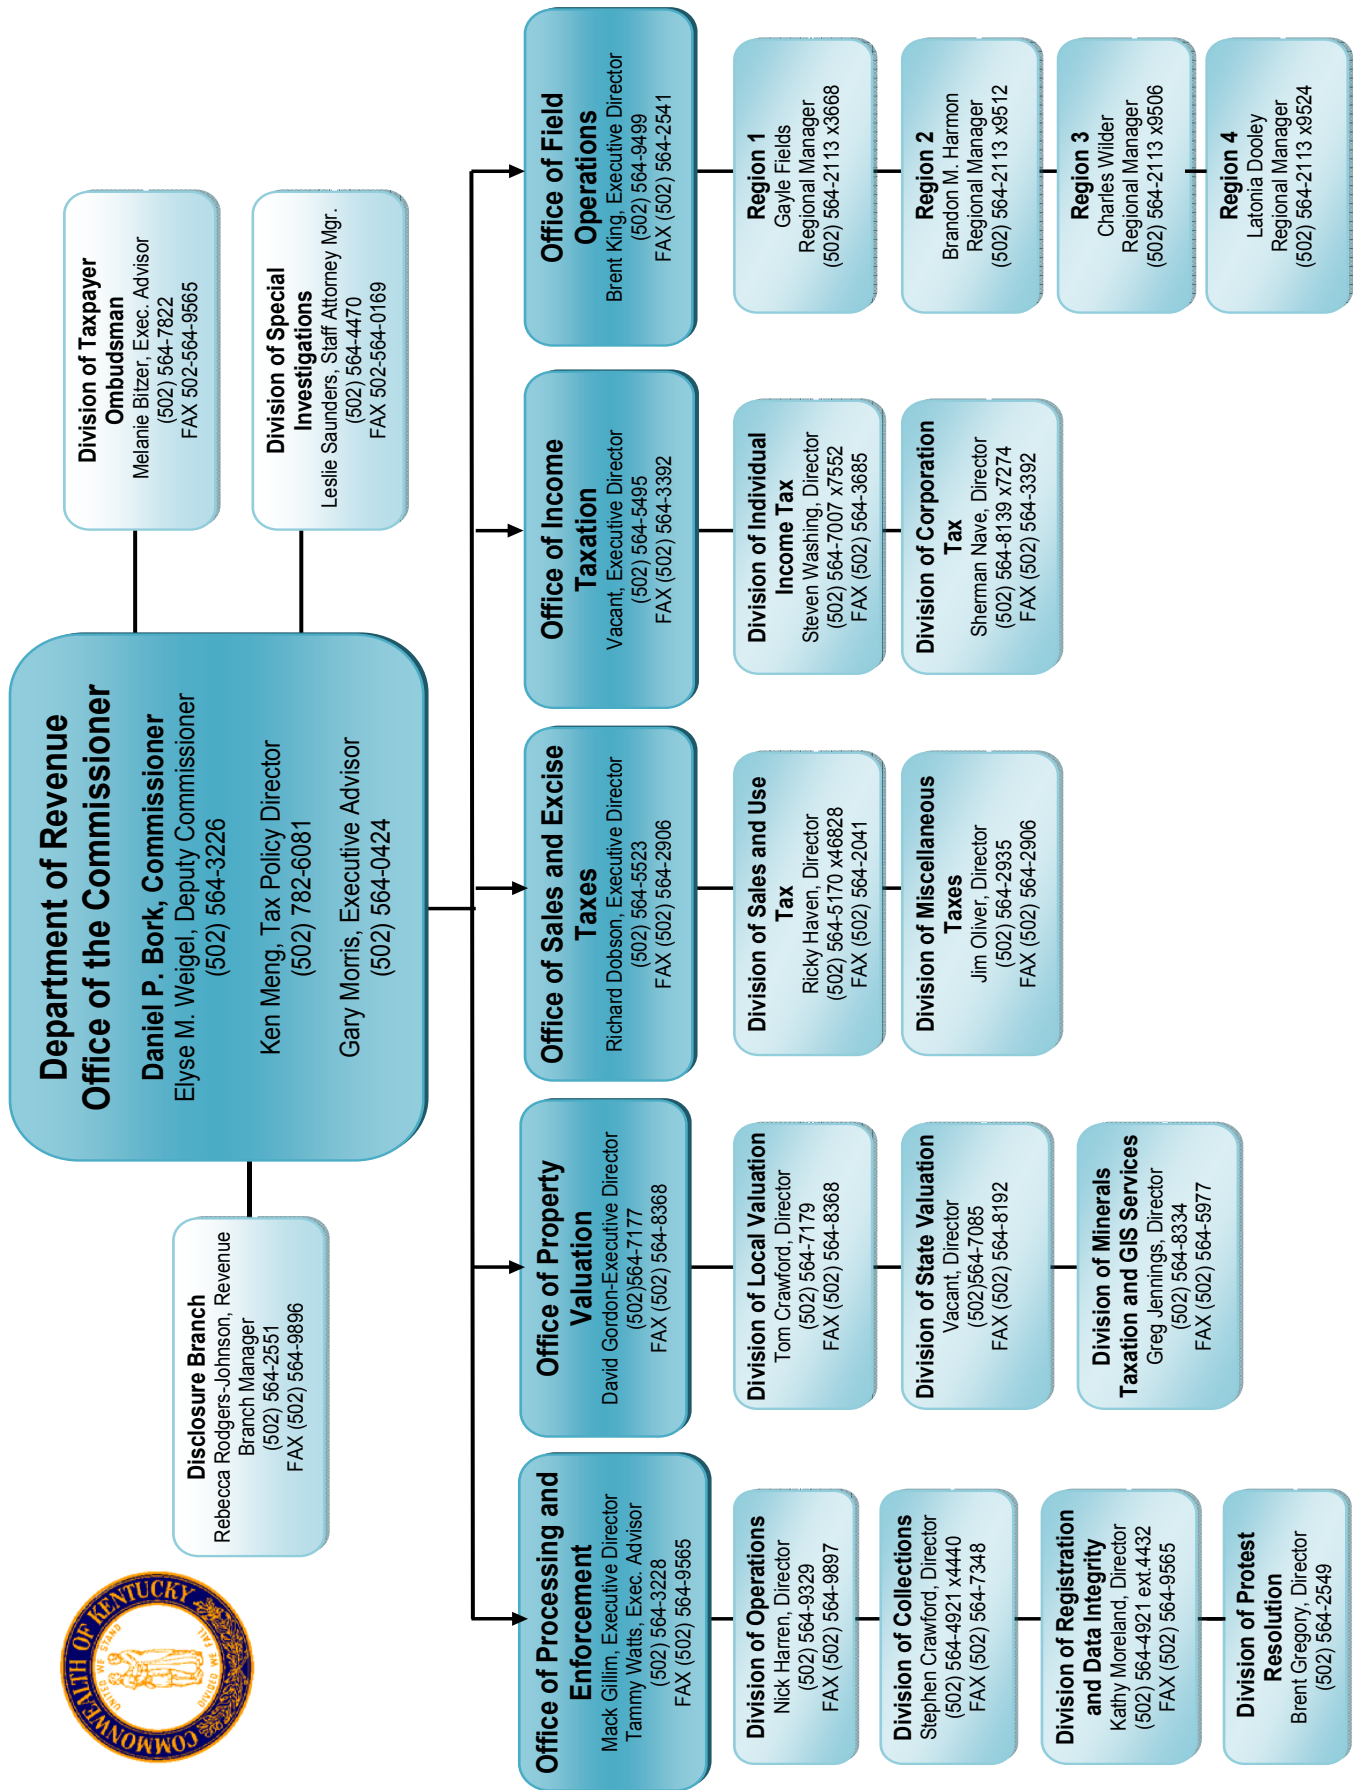 COMMONWEALTH OF KENTUCKY
UNITED WE STAND
DIVIDED WE FALL
Department of Revenue
Office of the Commissioner
Daniel P. Bork, Commissioner
Elyse M. Weigel, Deputy Commissioner
(502) 564-3226
Ken Meng, Tax Policy Director
(502) 782-6081
Gary Morris, Executive Advisor
(502) 564-0424
Disclosure Branch
Rebecca Rodgers-Johnson, Revenue
Branch Manager
(502) 564-2551
FAX (502) 564-9896
Division of Taxpayer
Ombudsman
Melanie Bitzer, Exec. Advisor
(502) 564-7822
FAX 502-564-9565
Division of Special
Investigations
Leslie Saunders, Staff Attorney Mgr.
(502) 564-4470
FAX 502-564-0169
Office of Processing and
Enforcement
Mack Gillim, Executive Director
Tammy Watts, Exec. Advisor
(502) 564-3228
FAX (502) 564-9565
Division of Operations
Nick Harren, Director
(502) 564-9329
FAX (502) 564-9897
Division of Collections
Stephen Crawford, Director
(502) 564-4921 x4440
FAX (502) 564-7348
Division of Registration
and Data Integrity
Kathy Moreland, Director
(502) 564-4921 ext.4432
FAX (502) 564-9565
Division of Protest
Resolution
Brent Gregory, Director
(502) 564-2549
Office of Property
Valuation
David Gordon-Executive Director
(502)564-7177
FAX (502) 564-8368
Division of Local Valuation
Tom Crawford, Director
(502) 564-7179
FAX (502) 564-8368
Division of State Valuation
Vacant, Director
(502)564-7085
FAX (502) 564-8192
Division of Minerals
Taxation and GIS Services
Greg Jennings, Director
(502) 564-8334
FAX (502) 564-5977
Office of Sales and Excise
Taxes
Richard Dobson, Executive Director
(502) 564-5523
FAX (502) 564-2906
Division of Sales and Use
Tax
Ricky Haven, Director
(502) 564-5170 x46828
FAX (502) 564-2041
Division of Miscellaneous
Taxes
Jim Oliver, Director
(502) 564-2935
FAX (502) 564-2906
Office of Income
Taxation
Vacant, Executive Director
(502) 564-5495
FAX (502) 564-3392
Division of Individual
Income Tax
Steven Washing, Director
(502) 564-7007 x7552
FAX (502) 564-3685
Division of Corporation
Tax
Sherman Nave, Director
(502) 564-8139 x7274
FAX (502) 564-3392
Office of Field
Operations
Brent King, Executive Director
(502) 564-9499
FAX (502) 564-2541
Region 1
Gayle Fields
Regional Manager
(502) 564-2113 x3668
Region 2
Brandon M. Harmon
Regional Manager
(502) 564-2113 x9512
Region 3
Charles Wilder
Regional Manager
(502) 564-2113 x9506
Region 4
Latonia Dooley
Regional Manager
(502) 564-2113 x9524